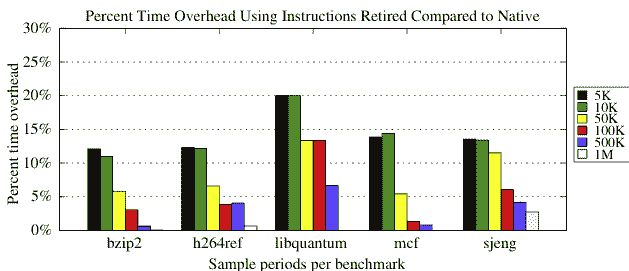 Percent Time Overhead Using Instructions Retired Compared to Native
30%
25%
20%
15%
10%
5%
0%
Percent time overhead
5K
10K
50K
100K
500K
1M
bzip2 h264ref libquantum mcf sjeng
Sample periods per benchmark